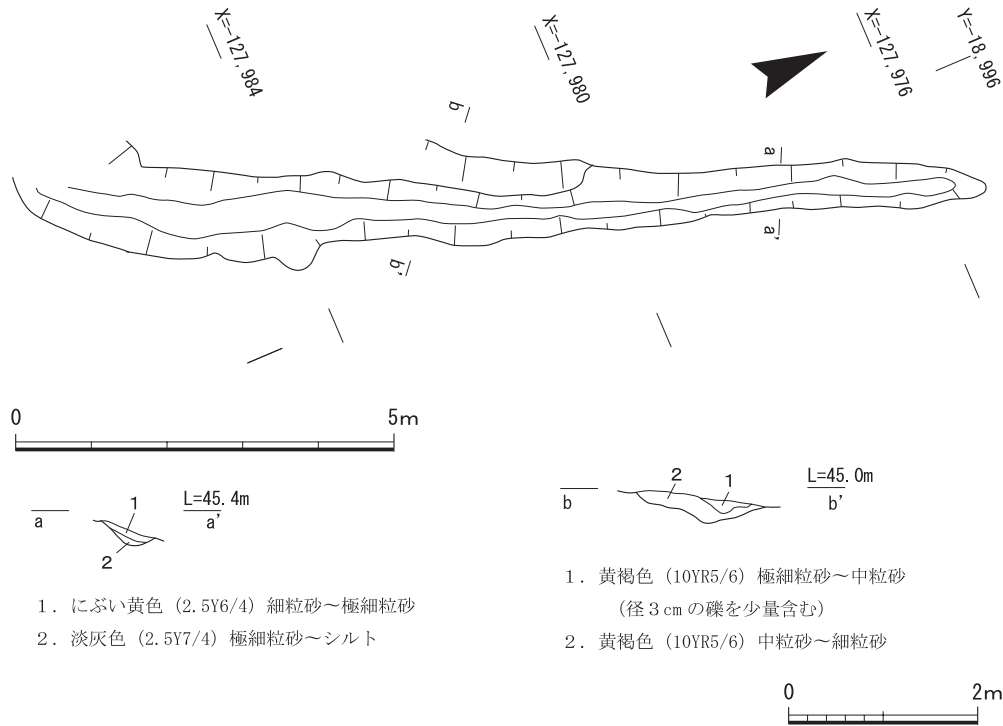 X=-127,984
X=-127,980
X=-127,976
Y=-18,996
b
a
a'
b'
0 5m
1
L=45.4m
a a'
2
2 1
L=45.0m
b b'
1．にぶい黄色（2.5Y6/4）細粒砂～極細粒砂
2．淡灰色（2.5Y7/4）極細粒砂～シルト
1．黄褐色（10YR5/6）極細粒砂～中粒砂
（径３㎝の礫を少量含む）
2．黄褐色（10YR5/6）中粒砂～細粒砂
0 2m